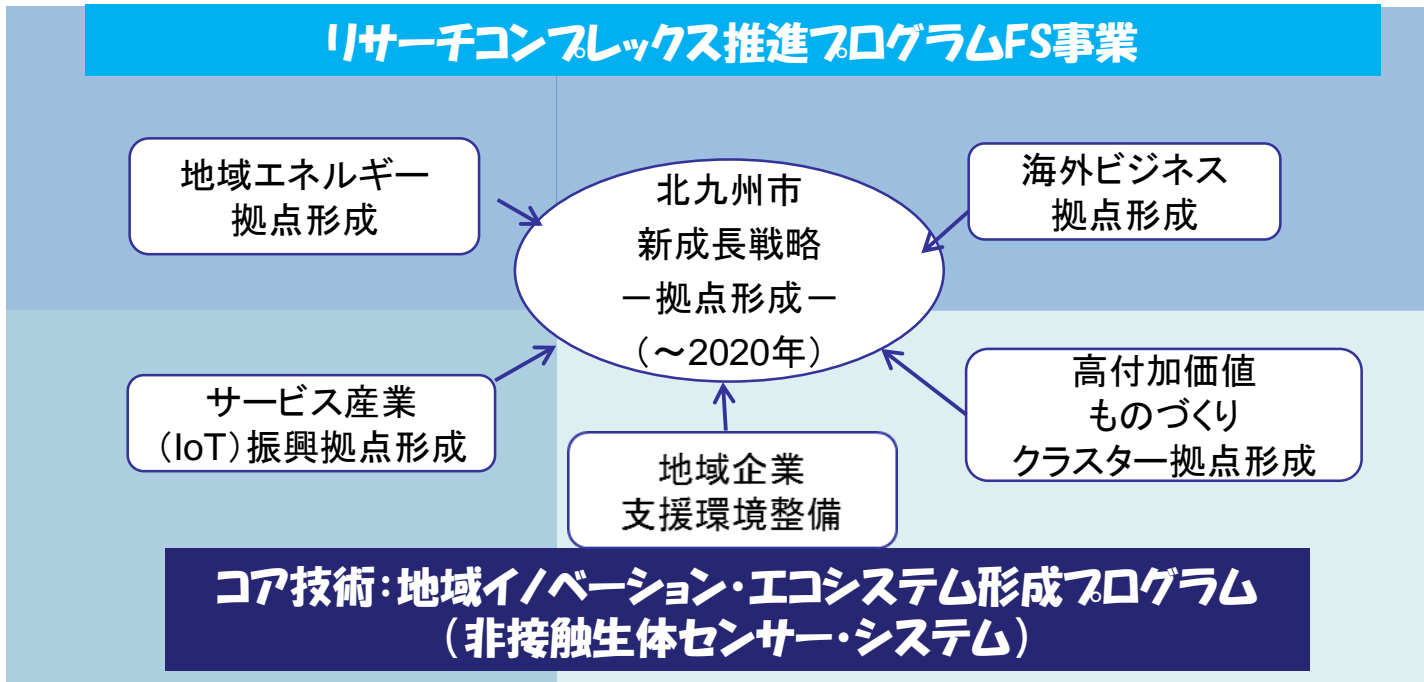 リサーチコンプレックス推進プログラムFS事業
地域エネルギー
拠点形成
北九州市
新成長戦略
－拠点形成－
（～2020年）
海外ビジネス
拠点形成
サービス産業
（IoT）振興拠点形成
地域企業
支援環境整備
高付加価値
ものづくり
クラスター拠点形成
コア技術：地域イノベーション・エコシステム形成プログラム
（非接触生体センサー・システム）